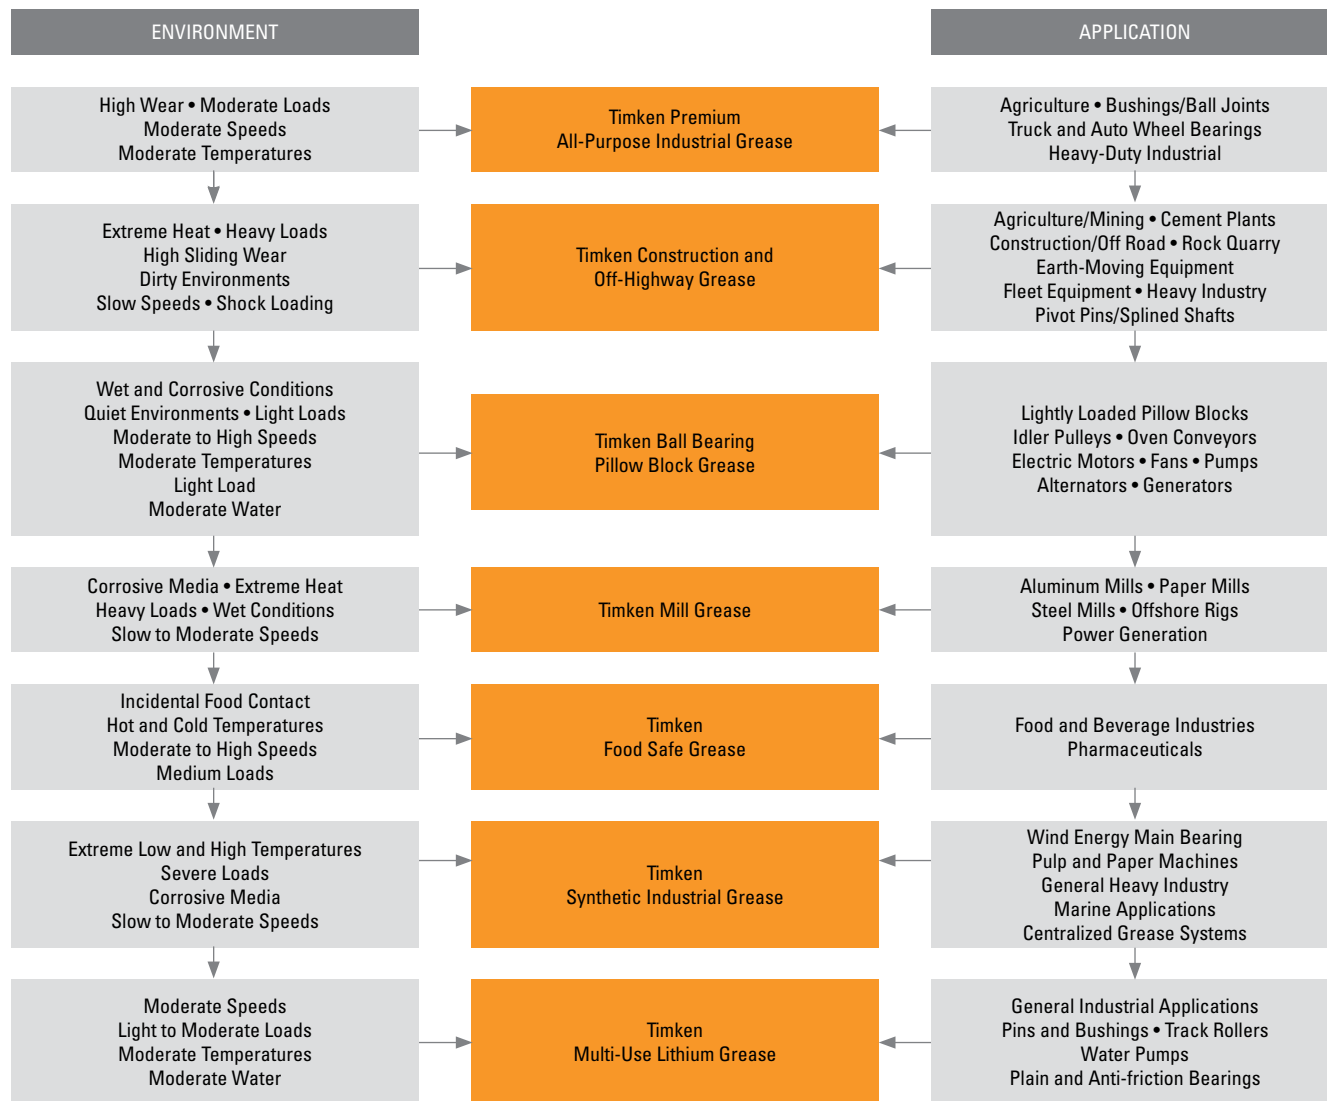 ENVIRONMENT
APPLICATION
High Wear • Moderate Loads
Moderate Speeds
Moderate Temperatures
Timken Premium
All-Purpose Industrial Grease
Agriculture • Bushings/Ball Joints
Truck and Auto Wheel Bearings
Heavy-Duty Industrial
Extreme Heat • Heavy Loads
High Sliding Wear
Dirty Environments
Slow Speeds • Shock Loading
Timken Construction and
Off-Highway Grease
Agriculture/Mining • Cement Plants
Construction/Off Road • Rock Quarry
Earth-Moving Equipment
Fleet Equipment • Heavy Industry
Pivot Pins/Splined Shafts
Wet and Corrosive Conditions
Quiet Environments • Light Loads
Moderate to High Speeds
Moderate Temperatures
Light Load
Moderate Water
Timken Ball Bearing
Pillow Block Grease
Lightly Loaded Pillow Blocks
Idler Pulleys • Oven Conveyors
Electric Motors • Fans • Pumps
Alternators • Generators
Corrosive Media • Extreme Heat
Heavy Loads • Wet Conditions
Slow to Moderate Speeds
Timken Mill Grease
Aluminum Mills • Paper Mills
Steel Mills • Offshore Rigs
Power Generation
Incidental Food Contact
Hot and Cold Temperatures
Moderate to High Speeds
Medium Loads
Timken
Food Safe Grease
Food and Beverage Industries
Pharmaceuticals
Extreme Low and High Temperatures
Severe Loads
Corrosive Media
Slow to Moderate Speeds
Timken
Synthetic Industrial Grease
Wind Energy Main Bearing
Pulp and Paper Machines
General Heavy Industry
Marine Applications
Centralized Grease Systems
Moderate Speeds
Light to Moderate Loads
Moderate Temperatures
Moderate Water
Timken
Multi-Use Lithium Grease
General Industrial Applications
Pins and Bushings • Track Rollers
Water Pumps
Plain and Anti-friction Bearings